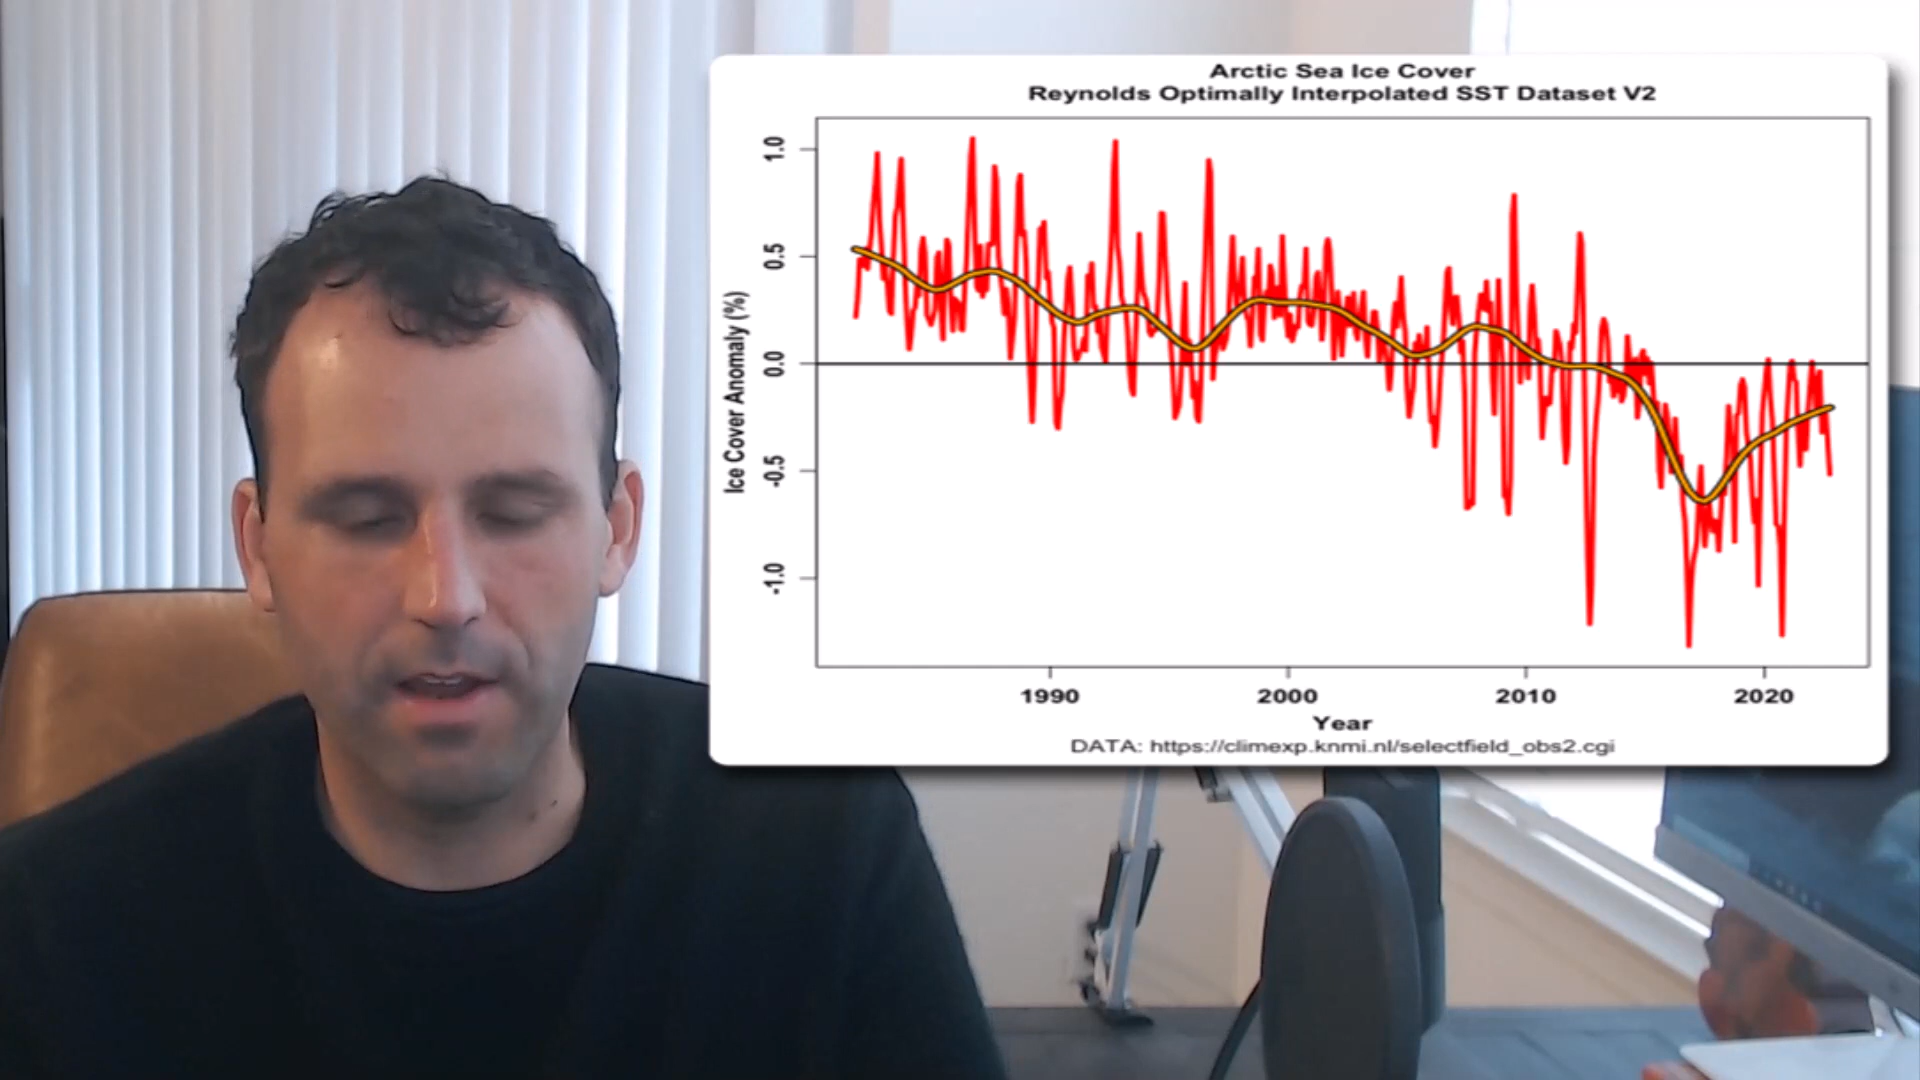 Arctic Sea Ice Cover
Reynolds Optimally Interpolated SST Dataset V2
Ice Cover Anomaly (%)
1.0
0.5
0.0
-0.5
-1.0
1990 2000 2010 2020
Year
DATA: https://climexp.knmi.nl/selectfield_obs2.cgi